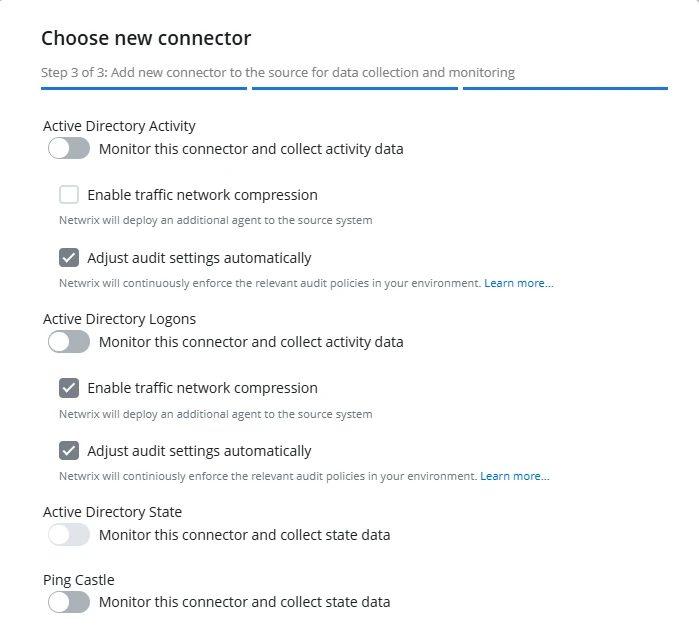 Choose new connector
Step 3 of 3: Add new connector to the source for data collection and monitoring
Active Directory Activity
Monitor this connector and collect activity data
Enable traffic network compression
Netwrix will deploy an additional agent to the source system
Adjust audit settings automatically
Netwrix will continuously enforce the relevant audit policies in your environment. Learn more...
Active Directory Logons
Monitor this connector and collect activity data
Enable traffic network compression
Netwrix will deploy an additional agent to the source system
Adjust audit settings automatically
Netwrix will continiously enforce the relevant audit policies in your environment. Learn more...
Active Directory State
Monitor this connector and collect state data
Ping Castle
Monitor this connector and collect state data